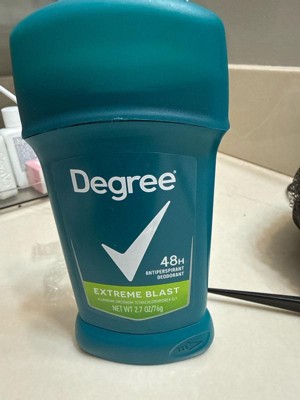 Degree®
48H
ANTIPERSPIRANT
DEODORANT
EXTREME BLAST
NET WT 2.7 OZ/76g